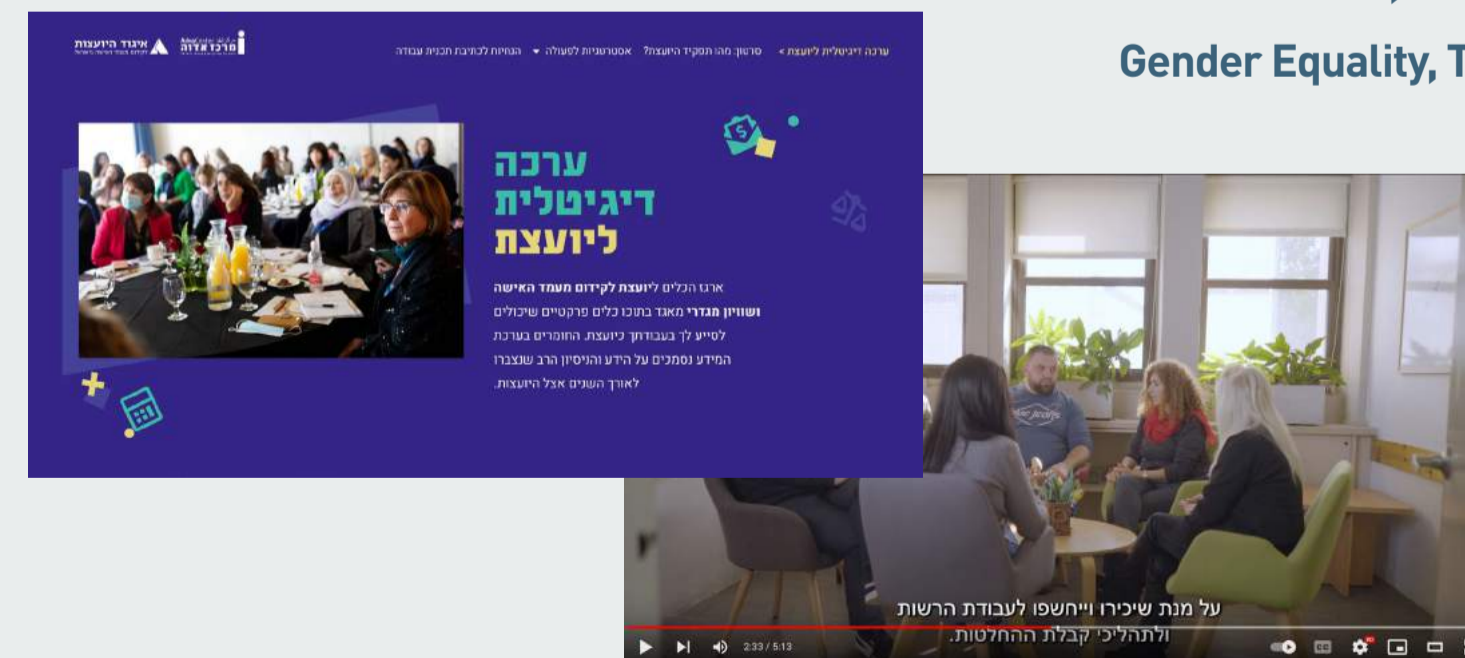 Gender Equality, T
איגוד היועצות
מרכז אדוה
ערכה דיגיטלית ליועצת >
סרטון: מהו תפקיד היועצת?
אסטרטגיות לפעולה
הנחיות לכתיבת תכנית עבודה
ערכה
דיגיטלית
ליועצת
ארגז הכלים ליועצת לקידום מעמד האישה
ושוויון מגדרי מאגד בתוכו כלים פרקטיים שיכולים
לסייע לך בעבודתך כיועצת. החומרים בערכת
המידע נסמכים על הידע והניסיון הרב שנצברו
לאורך השנים אצל היועצות.
על מנת שיכירו וייחשפו לעבודת הרשות
ולתהליכי קבלת ההחלטות.
2:33 / 5:13